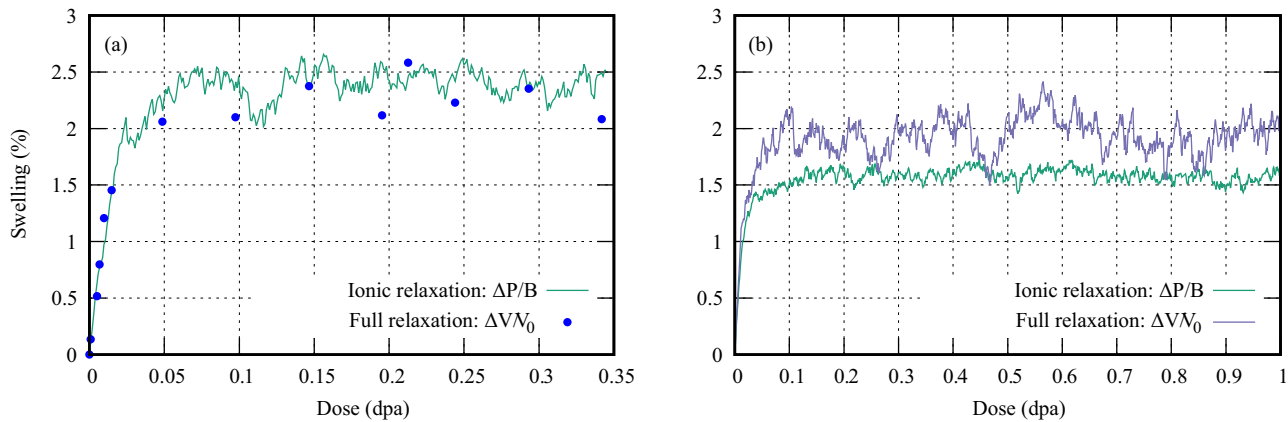 (a)
Swelling (%)
3
2.5
2
1.5
1
0.5
0
Ionic relaxation: ΔP/B
Full relaxation: ΔV/V0
0 0.05 0.1 0.15 0.2 0.25 0.3 0.35
Dose (dpa)
(b)
3
2.5
2
1.5
1
0.5
0
Ionic relaxation: ΔP/B
Full relaxation: ΔV/V0
0 0.1 0.2 0.3 0.4 0.5 0.6 0.7 0.8 0.9 1
Dose (dpa)